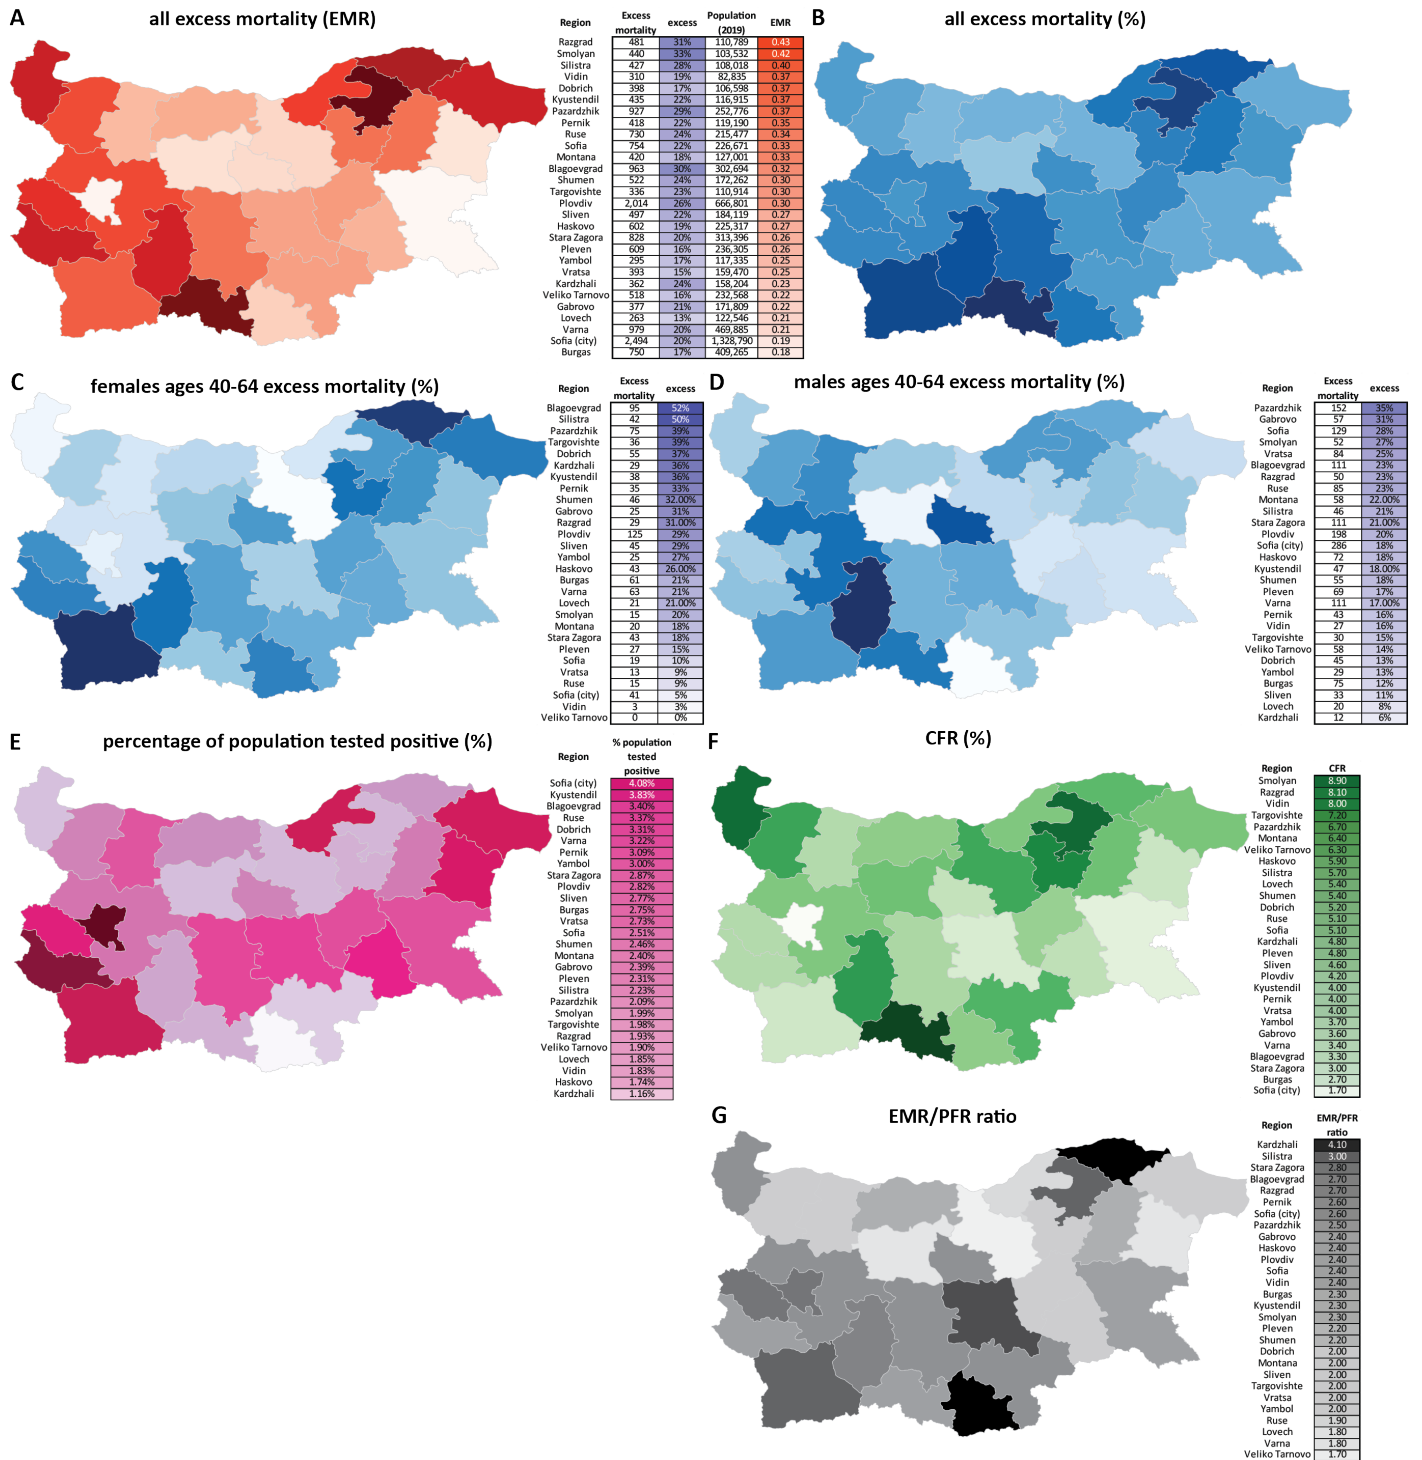 A all excess mortality (EMR)
Region Excess mortality excess Population (2019) EMR
Razgrad 481 31% 110,789 0.43
Smolyan 440 33% 103,532 0.42
Silistra 427 28% 108,018 0.40
Vidin 310 19% 82,835 0.37
Dobrich 398 17% 106,598 0.37
Kyustendil 435 22% 116,915 0.37
Pazardzhik 927 29% 252,776 0.37
Pernik 418 22% 119,190 0.35
Ruse 730 24% 215,477 0.34
Sofia 754 22% 226,671 0.33
Montana 420 18% 127,001 0.33
Blagoevgrad 963 30% 302,694 0.32
Shumen 522 24% 172,262 0.30
Targovishte 336 23% 110,914 0.30
Plovdiv 2,014 26% 666,801 0.30
Sliven 497 22% 184,119 0.27
Haskovo 602 19% 225,317 0.27
Stara Zagora 828 20% 313,396 0.26
Pleven 609 16% 236,305 0.26
Yambol 295 17% 117,335 0.25
Vratsa 393 15% 159,470 0.25
Kardzhali 362 24% 158,204 0.23
Veliko Tarnovo 518 16% 232,568 0.22
Gabrovo 377 21% 171,809 0.22
Lovech 263 13% 122,546 0.21
Varna 979 20% 469,885 0.21
Sofia (city) 2,494 20% 1,328,790 0.19
Burgas 750 17% 409,265 0.18
B all excess mortality (%)
C females ages 40-64 excess mortality (%)
Region Excess mortality excess
Blagoevgrad 95 52%
Silistra 42 50%
Pazardzhik 75 39%
Targovishte 36 39%
Dobrich 55 37%
Kardzhali 29 36%
Kyustendil 38 36%
Pernik 35 33%
Shumen 46 32.00%
Gabrovo 25 31%
Razgrad 29 31.00%
Plovdiv 125 29%
Sliven 45 29%
Yambol 25 27%
Haskovo 43 26.00%
Burgas 61 21%
Varna 63 21%
Lovech 21 21.00%
Smolyan 15 20%
Montana 20 18%
Stara Zagora 43 18%
Pleven 27 15%
Sofia 19 10%
Vratsa 13 9%
Ruse 15 9%
Sofia (city) 41 5%
Vidin 3 3%
Veliko Tarnovo 0 0%
D males ages 40-64 excess mortality (%)
Region Excess mortality excess
Pazardzhik 152 35%
Gabrovo 57 31%
Sofia 129 28%
Smolyan 52 27%
Vratsa 84 25%
Blagoevgrad 111 23%
Razgrad 50 23%
Ruse 85 23%
Montana 58 22.00%
Silistra 46 21%
Stara Zagora 111 21.00%
Plovdiv 198 20%
Sofia (city) 286 18%
Haskovo 72 18%
Kyustendil 47 18.00%
Shumen 55 18%
Pleven 69 17%
Varna 111 17.00%
Pernik 43 16%
Vidin 27 16%
Targovishte 30 15%
Veliko Tarnovo 58 14%
Dobrich 45 13%
Yambol 29 13%
Burgas 75 12%
Sliven 33 11%
Lovech 20 8%
Kardzhali 12 6%
E percentage of population tested positive (%)
Region % population tested positive
Sofia (city) 4.08%
Kyustendil 3.83%
Blagoevgrad 3.40%
Ruse 3.37%
Dobrich 3.31%
Varna 3.22%
Pernik 3.09%
Yambol 3.00%
Stara Zagora 2.87%
Plovdiv 2.82%
Sliven 2.77%
Burgas 2.75%
Vratsa 2.73%
Sofia 2.51%
Shumen 2.46%
Montana 2.40%
Gabrovo 2.39%
Pleven 2.31%
Silistra 2.23%
Pazardzhik 2.09%
Smolyan 1.99%
Targovishte 1.98%
Razgrad 1.93%
Veliko Tarnovo 1.90%
Lovech 1.85%
Vidin 1.83%
Haskovo 1.74%
Kardzhali 1.16%
F CFR (%)
Region CFR
Smolyan 8.90
Razgrad 8.10
Vidin 8.00
Targovishte 7.20
Pazardzhik 6.70
Montana 6.40
Veliko Tarnovo 6.30
Haskovo 5.90
Silistra 5.70
Lovech 5.40
Shumen 5.40
Dobrich 5.20
Ruse 5.10
Sofia 5.10
Kardzhali 4.80
Pleven 4.80
Sliven 4.60
Plovdiv 4.20
Kyustendil 4.00
Pernik 4.00
Vratsa 4.00
Yambol 3.70
Gabrovo 3.60
Varna 3.40
Blagoevgrad 3.30
Stara Zagora 3.00
Burgas 2.70
Sofia (city) 1.70
G EMR/PFR ratio
Region EMR/PFR ratio
Kardzhali 4.10
Silistra 3.00
Stara Zagora 2.80
Blagoevgrad 2.70
Razgrad 2.70
Pernik 2.60
Sofia (city) 2.60
Pazardzhik 2.50
Gabrovo 2.40
Haskovo 2.40
Plovdiv 2.40
Sofia 2.40
Vidin 2.40
Burgas 2.30
Kyustendil 2.30
Smolyan 2.30
Pleven 2.20
Shumen 2.20
Dobrich 2.00
Montana 2.00
Sliven 2.00
Targovishte 2.00
Vratsa 2.00
Yambol 2.00
Ruse 1.90
Lovech 1.80
Varna 1.80
Veliko Tarnovo 1.70